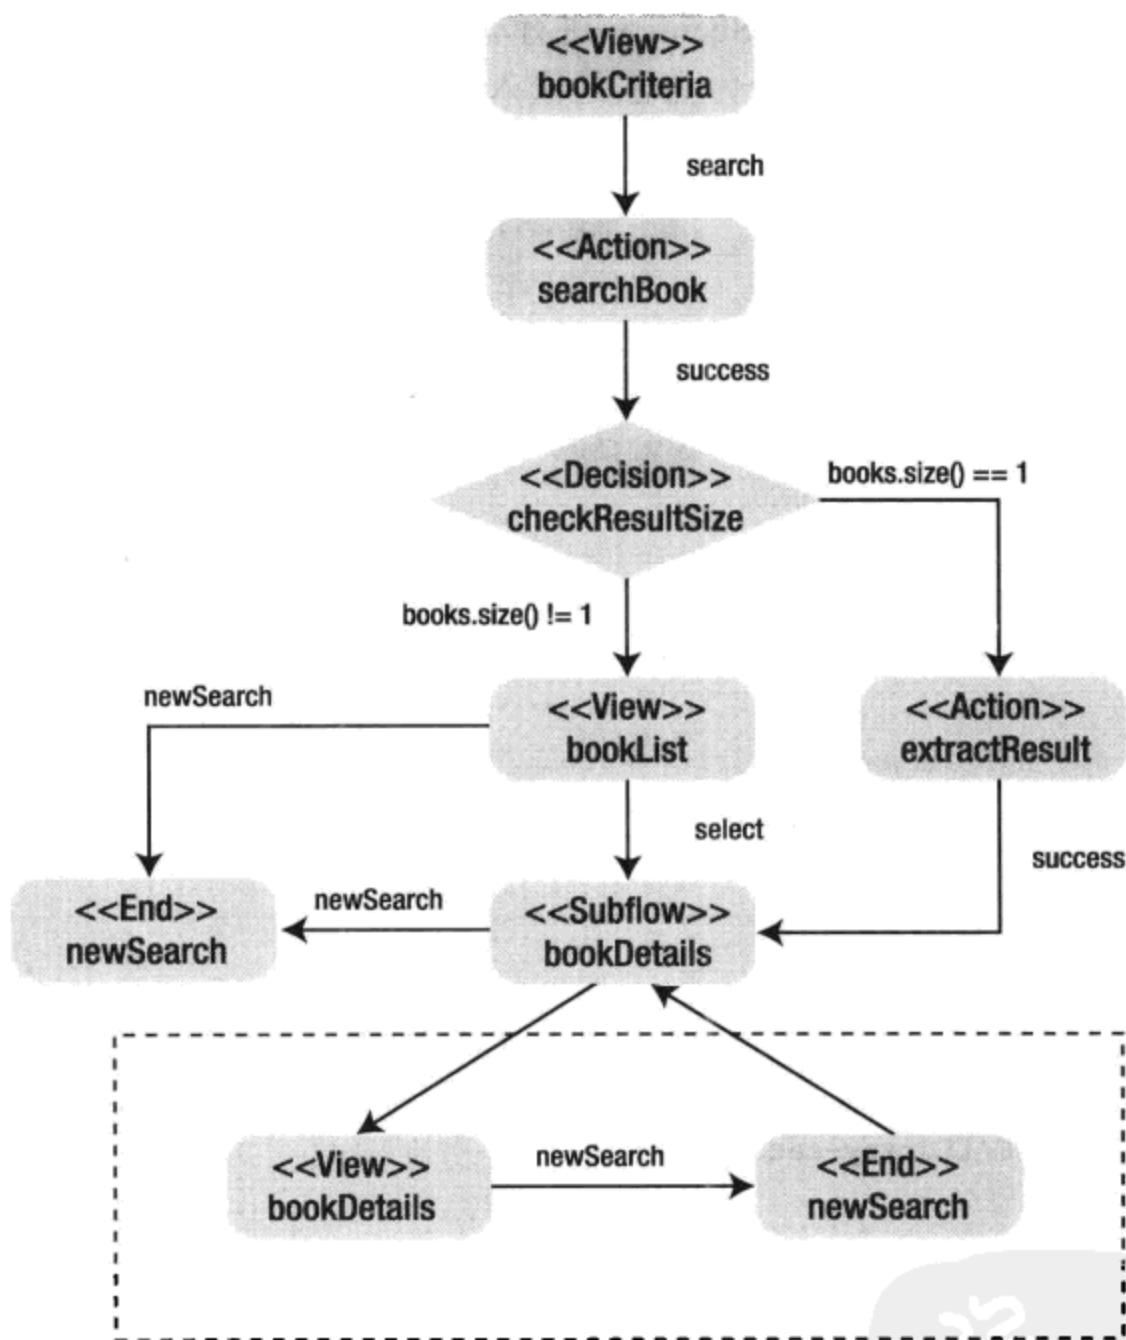 <<View>>
bookCriteria
search
<<Action>>
searchBook
success
<<Decision>>
checkResultSize
books.size() == 1
books.size() != 1
newSearch
<<View>>
bookList
<<Action>>
extractResult
select
success
<<End>>
newSearch
newSearch
<<Subflow>>
bookDetails
<<View>>
bookDetails
newSearch
<<End>>
newSearch